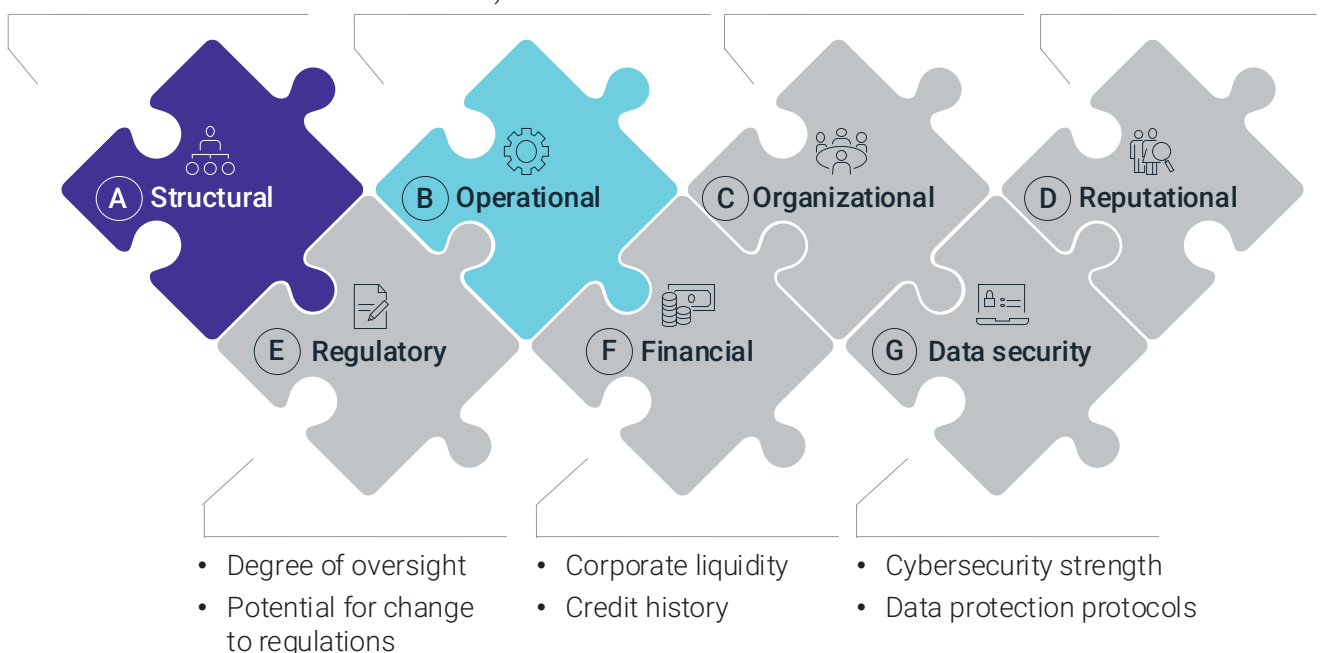 A Structural
B Operational
C Organizational
D Reputational
E Regulatory
F Financial
G Data security
• Degree of oversight
• Potential for change
to regulations
• Corporate liquidity
• Credit history
• Cybersecurity strength
• Data protection protocols